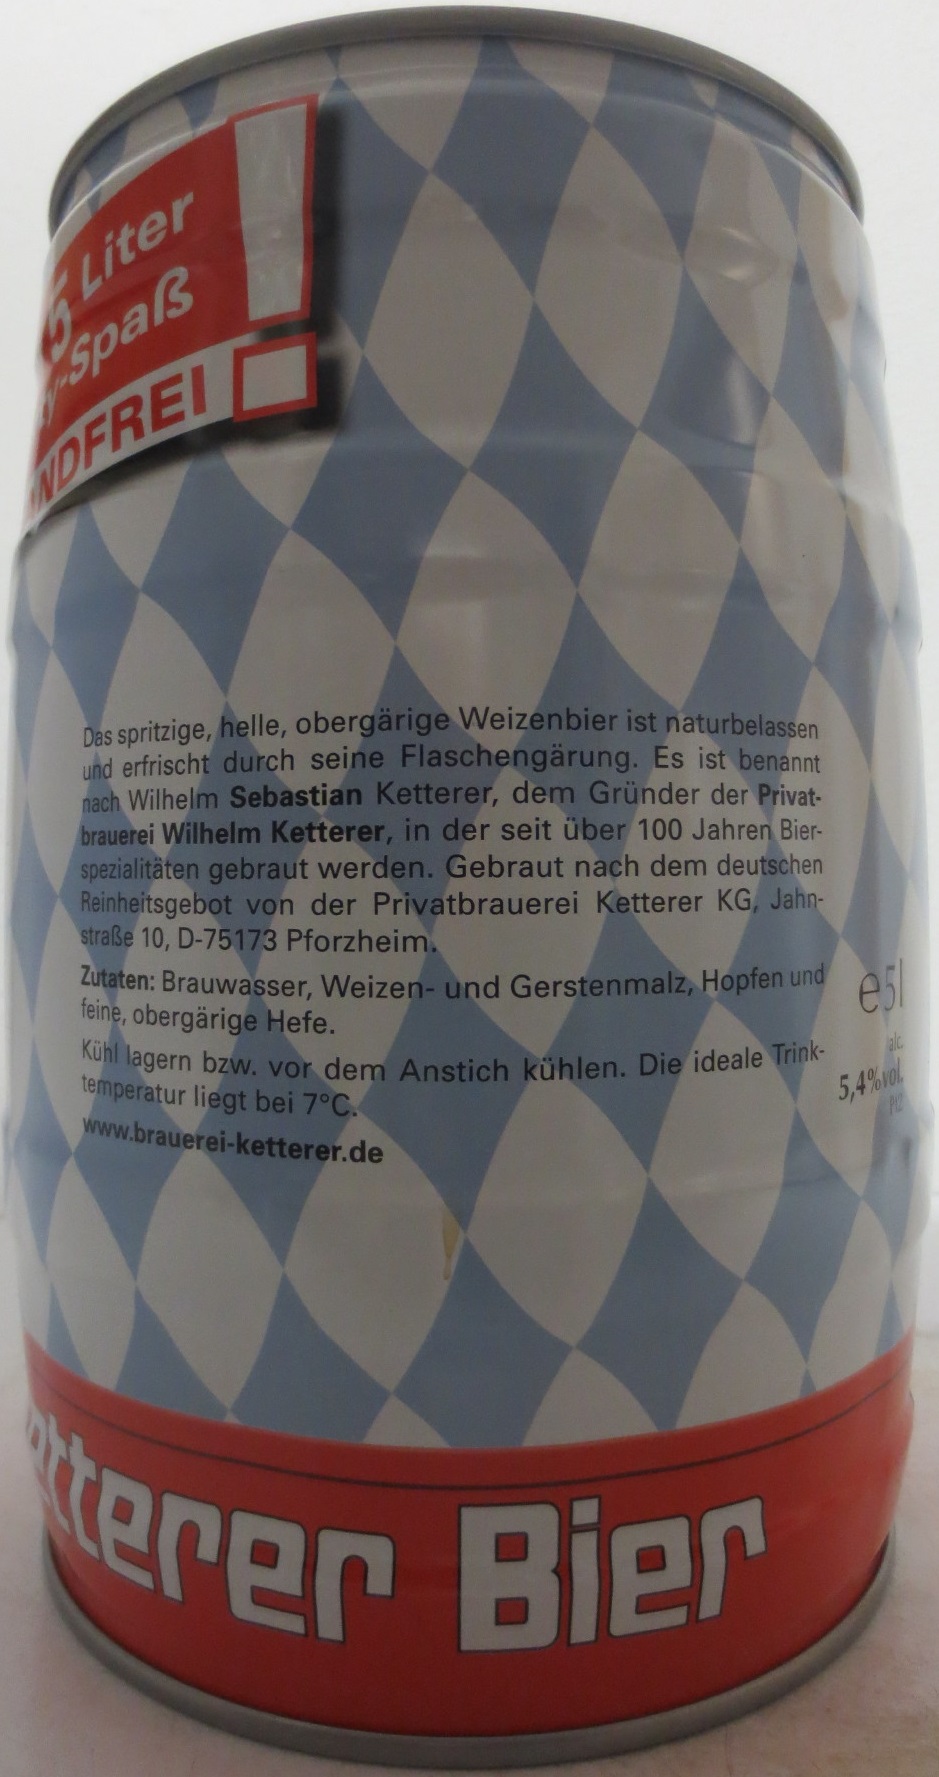 5 Liter
-Spaß
NDFREI!
Das spritzige, helle, obergärige Weizenbier ist naturbelassen
und erfrischt durch seine Flaschengärung. Es ist benannt
nach Wilhelm Sebastian Ketterer, dem Gründer der Privat-
brauerei Wilhelm Ketterer, in der seit über 100 Jahren Bier-
spezialitäten gebraut werden. Gebraut nach dem deutschen
Reinheitsgebot von der Privatbrauerei Ketterer KG, Jahn-
straße 10, D-75173 Pforzheim.
Zutaten: Brauwasser, Weizen- und Gerstenmalz, Hopfen und
feine, obergärige Hefe.
Kühl lagern bzw. vor dem Anstich kühlen. Die ideale Trink-
temperatur liegt bei 7°C.
www.brauerei-ketterer.de
e5l
alc.
5,4%vol.
etterer Bier